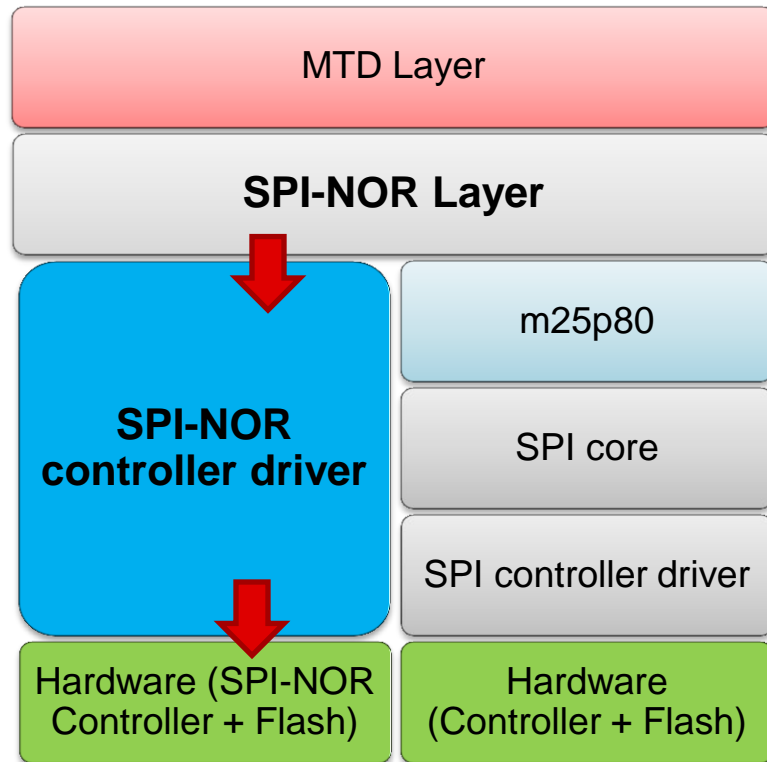 MTD Layer
SPI-NOR Layer
SPI-NOR
controller driver
m25p80
SPI core
SPI controller driver
Hardware (SPI-NOR
Controller + Flash)
Hardware
(Controller + Flash)